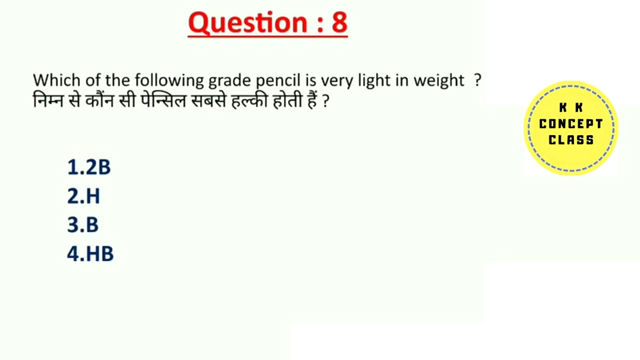 Question : 8
Which of the following grade pencil is very light in weight ?
निम्न से कौंन सी पेन्सिल सबसे हल्की होती हैं ?
K K
CONCEPT
CLASS
1.2B
2.H
3.B
4.HB